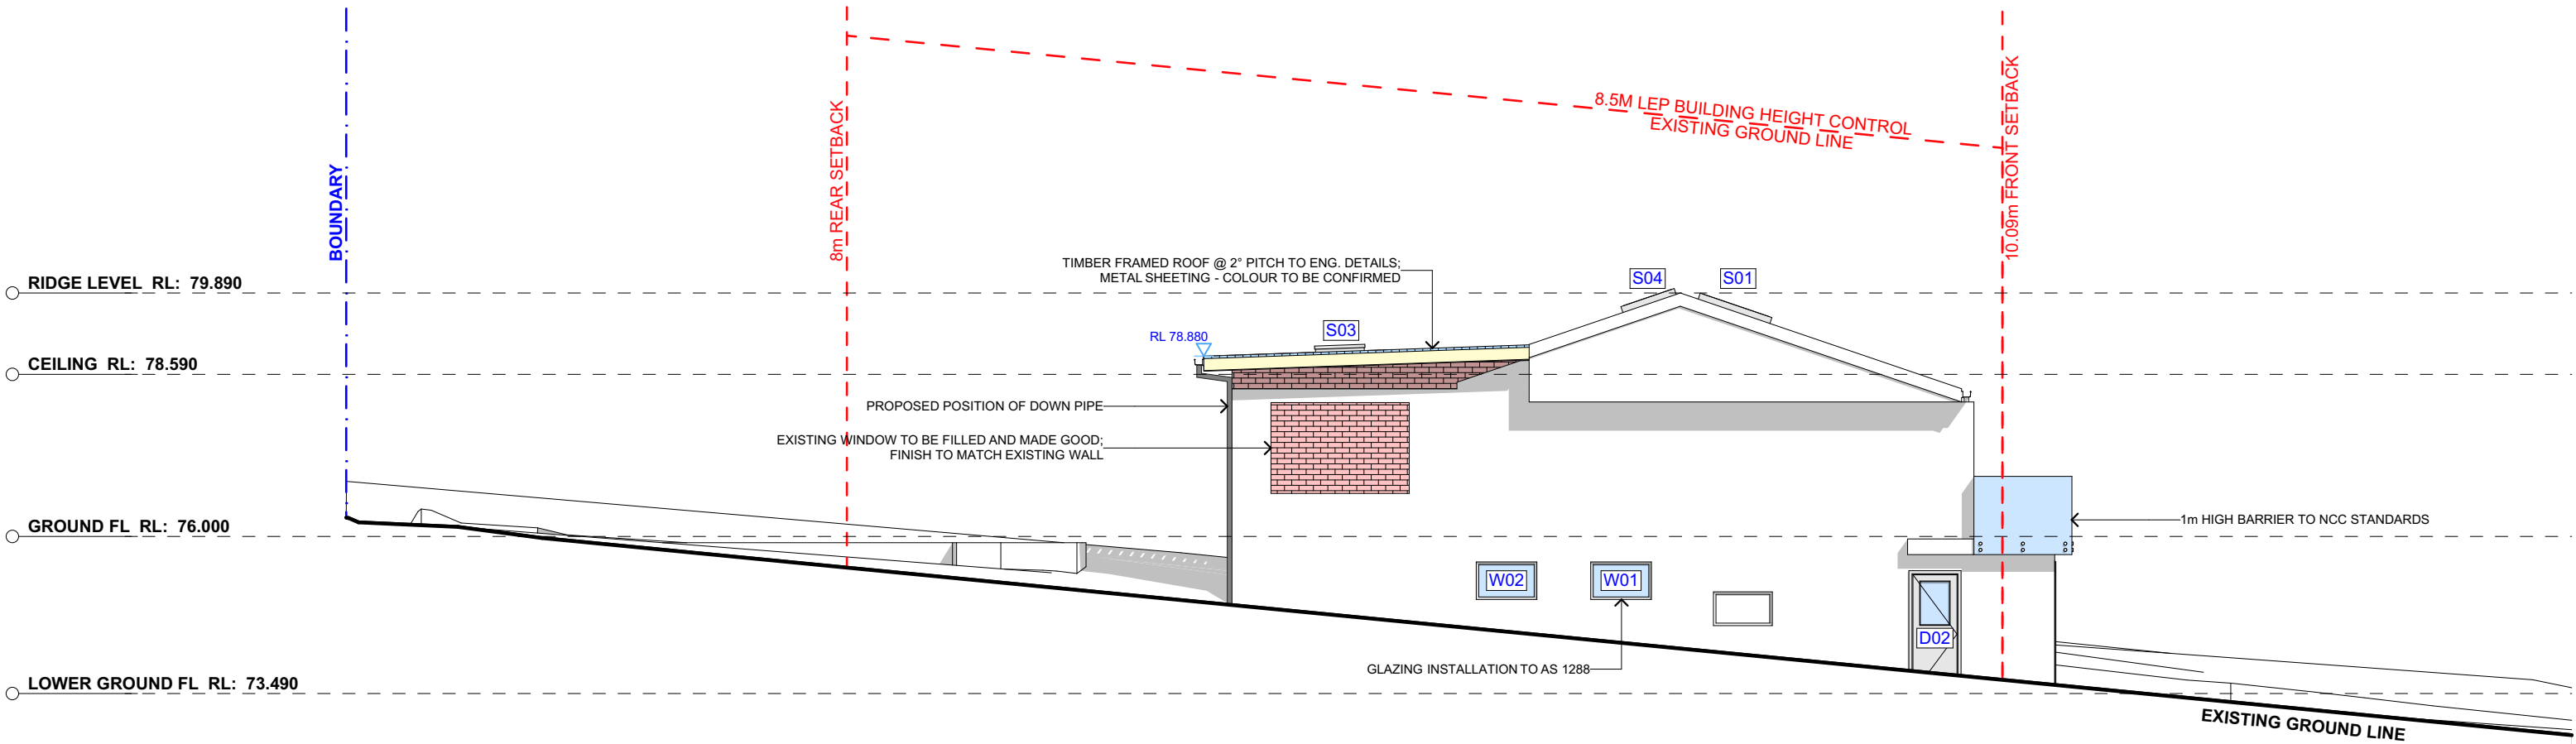 BOUNDARY
8m REAR SETBACK
8.5M LEP BUILDING HEIGHT CONTROL
EXISTING GROUND LINE
10.09m FRONT SETBACK
RIDGE LEVEL RL: 79.890
TIMBER FRAMED ROOF @ 2° PITCH TO ENG. DETAILS;
METAL SHEETING - COLOUR TO BE CONFIRMED
S04
S01
S03
RL 78.880
CEILING RL: 78.590
PROPOSED POSITION OF DOWN PIPE
EXISTING WINDOW TO BE FILLED AND MADE GOOD;
FINISH TO MATCH EXISTING WALL
GROUND FL RL: 76.000
1m HIGH BARRIER TO NCC STANDARDS
W02
W01
D02
GLAZING INSTALLATION TO AS 1288
LOWER GROUND FL RL: 73.490
EXISTING GROUND LINE